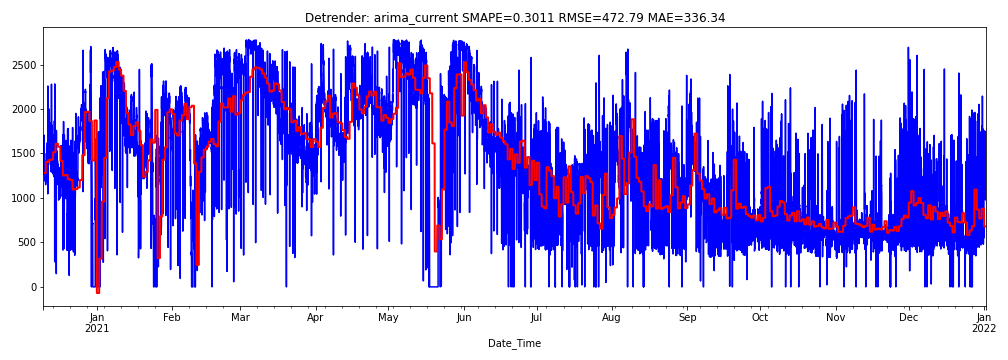 Detrender: arima_current SMAPE=0.3011 RMSE=472.79 MAE=336.34
2500
2000
1500
1000
500
0
Jan Feb Mar Apr May Jun Jul Aug Sep Oct Nov Dec Jan
2021 2022
Date_Time